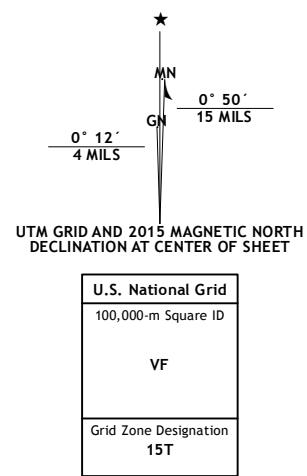 ★
MN
0° 50´
15 MILS
GN
0° 12´
4 MILS
UTM GRID AND 2015 MAGNETIC NORTH
DECLINATION AT CENTER OF SHEET
U.S. National Grid
100,000-m Square ID
VF
Grid Zone Designation
15T